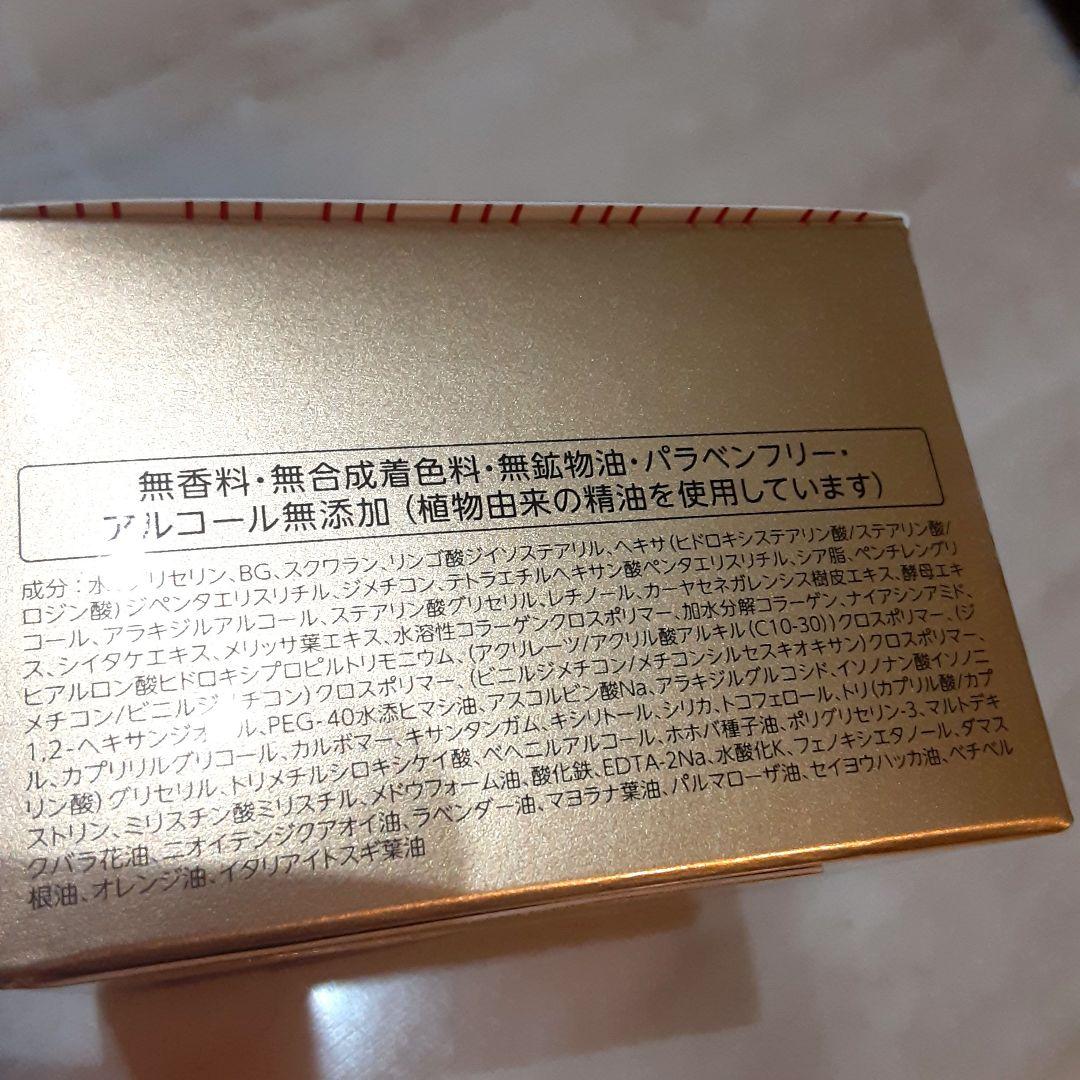 無香料・無合成着色料・無鉱物油・パラベンフリー・
アルコール無添加 (植物由来の精油を使用しています)
成分：水 リセリン、BG、スクワラン、リンゴ酸ジイソステアリル、ヘキサ(ヒドロキシステアリン酸/ステアリン酸/
ロジン酸)ジペンタエリスリチル、ジメチコン、テトラエチルヘキサン酸ペンタエリスリチル、シア脂、ペンチレングリ
コール、アラキジルアルコール、ステアリン酸グリセリル、レチノール、カーヤセネガレンシス樹皮エキス、酵母エキ
ス、シイタケエキス、メリッサ葉エキス、水溶性コラーゲンクロスポリマー、加水分解コラーゲン、ナイアシンアミド、
ヒアルロン酸ヒドロキシプロピルトリモニウム、(アクリレーツ/アクリル酸アルキル(C10-30))クロスポリマー、(ジ
メチコン/ビニルジ チコン)クロスポリマー、(ビニルジメチコン/メチコンシルセスキオキサン)クロスポリマー、
1,2-ヘキサンジオ ル、PEG-40水添ヒマシ油、アスコルビン酸Na、アラキジルグルコシド、イソノナン酸イソノニ
ル、カプリリルグリコール、カルボマー、キサンタンガム、キシリトール、シリカ、トコフェロール、トリ(カプリル酸/カプ
リン酸)グリセリル、トリメチルシロキシケイ酸、ベヘニルアルコール、ホホバ種子油、ポリグリセリン-3、マルトデキ
ストリン、ミリスチン酸ミリスチル、メドウフォーム油、酸化鉄、EDTA-2Na、水酸化K、フェノキシエタノール、ダマス
クバラ花油、ニオイテンジクアオイ油、ラベンダー油、マヨラナ葉油、パルマローザ油、セイヨウハッカ油、ベチベル
根油、オレンジ油、イタリアイトスギ葉油